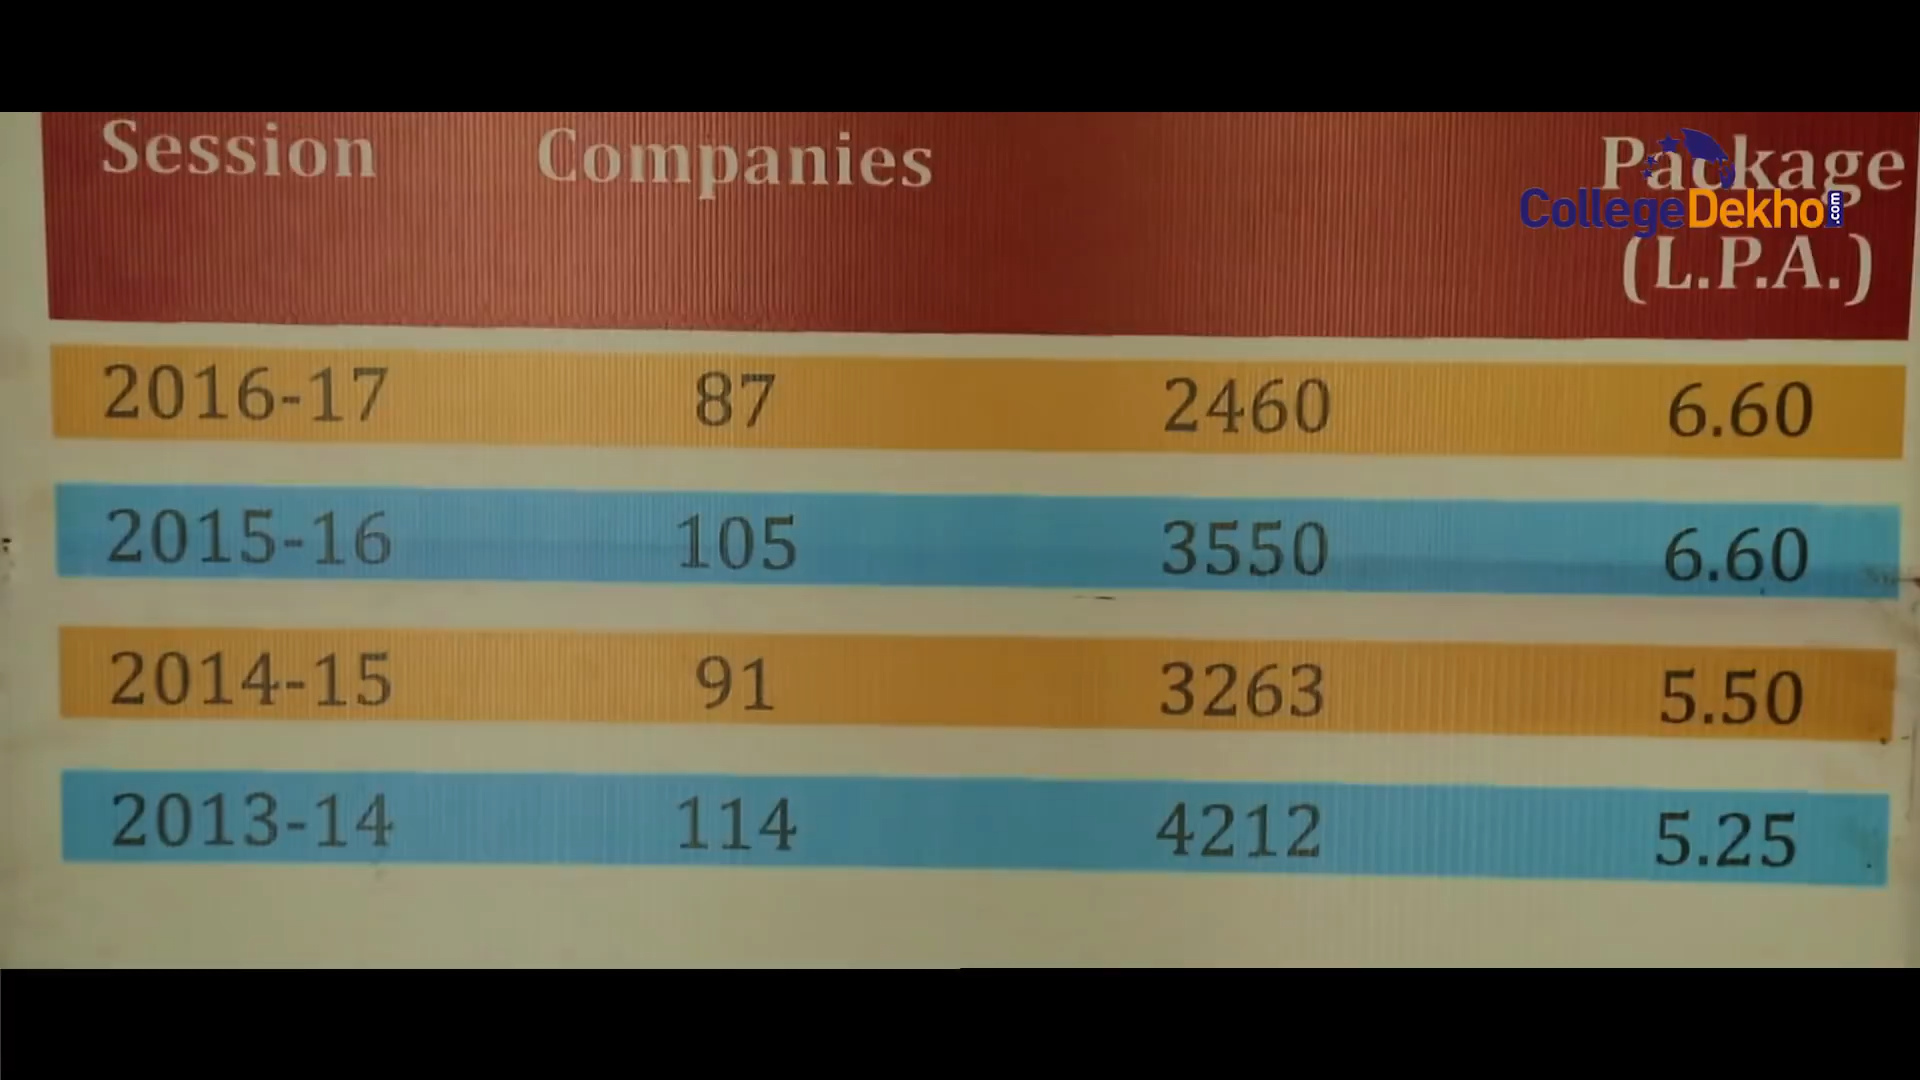 Session Companies Package
(L.P.A.)
CollegeDekho.com
2016-17 87 2460 6.60
2015-16 105 3550 6.60
2014-15 91 3263 5.50
2013-14 114 4212 5.25